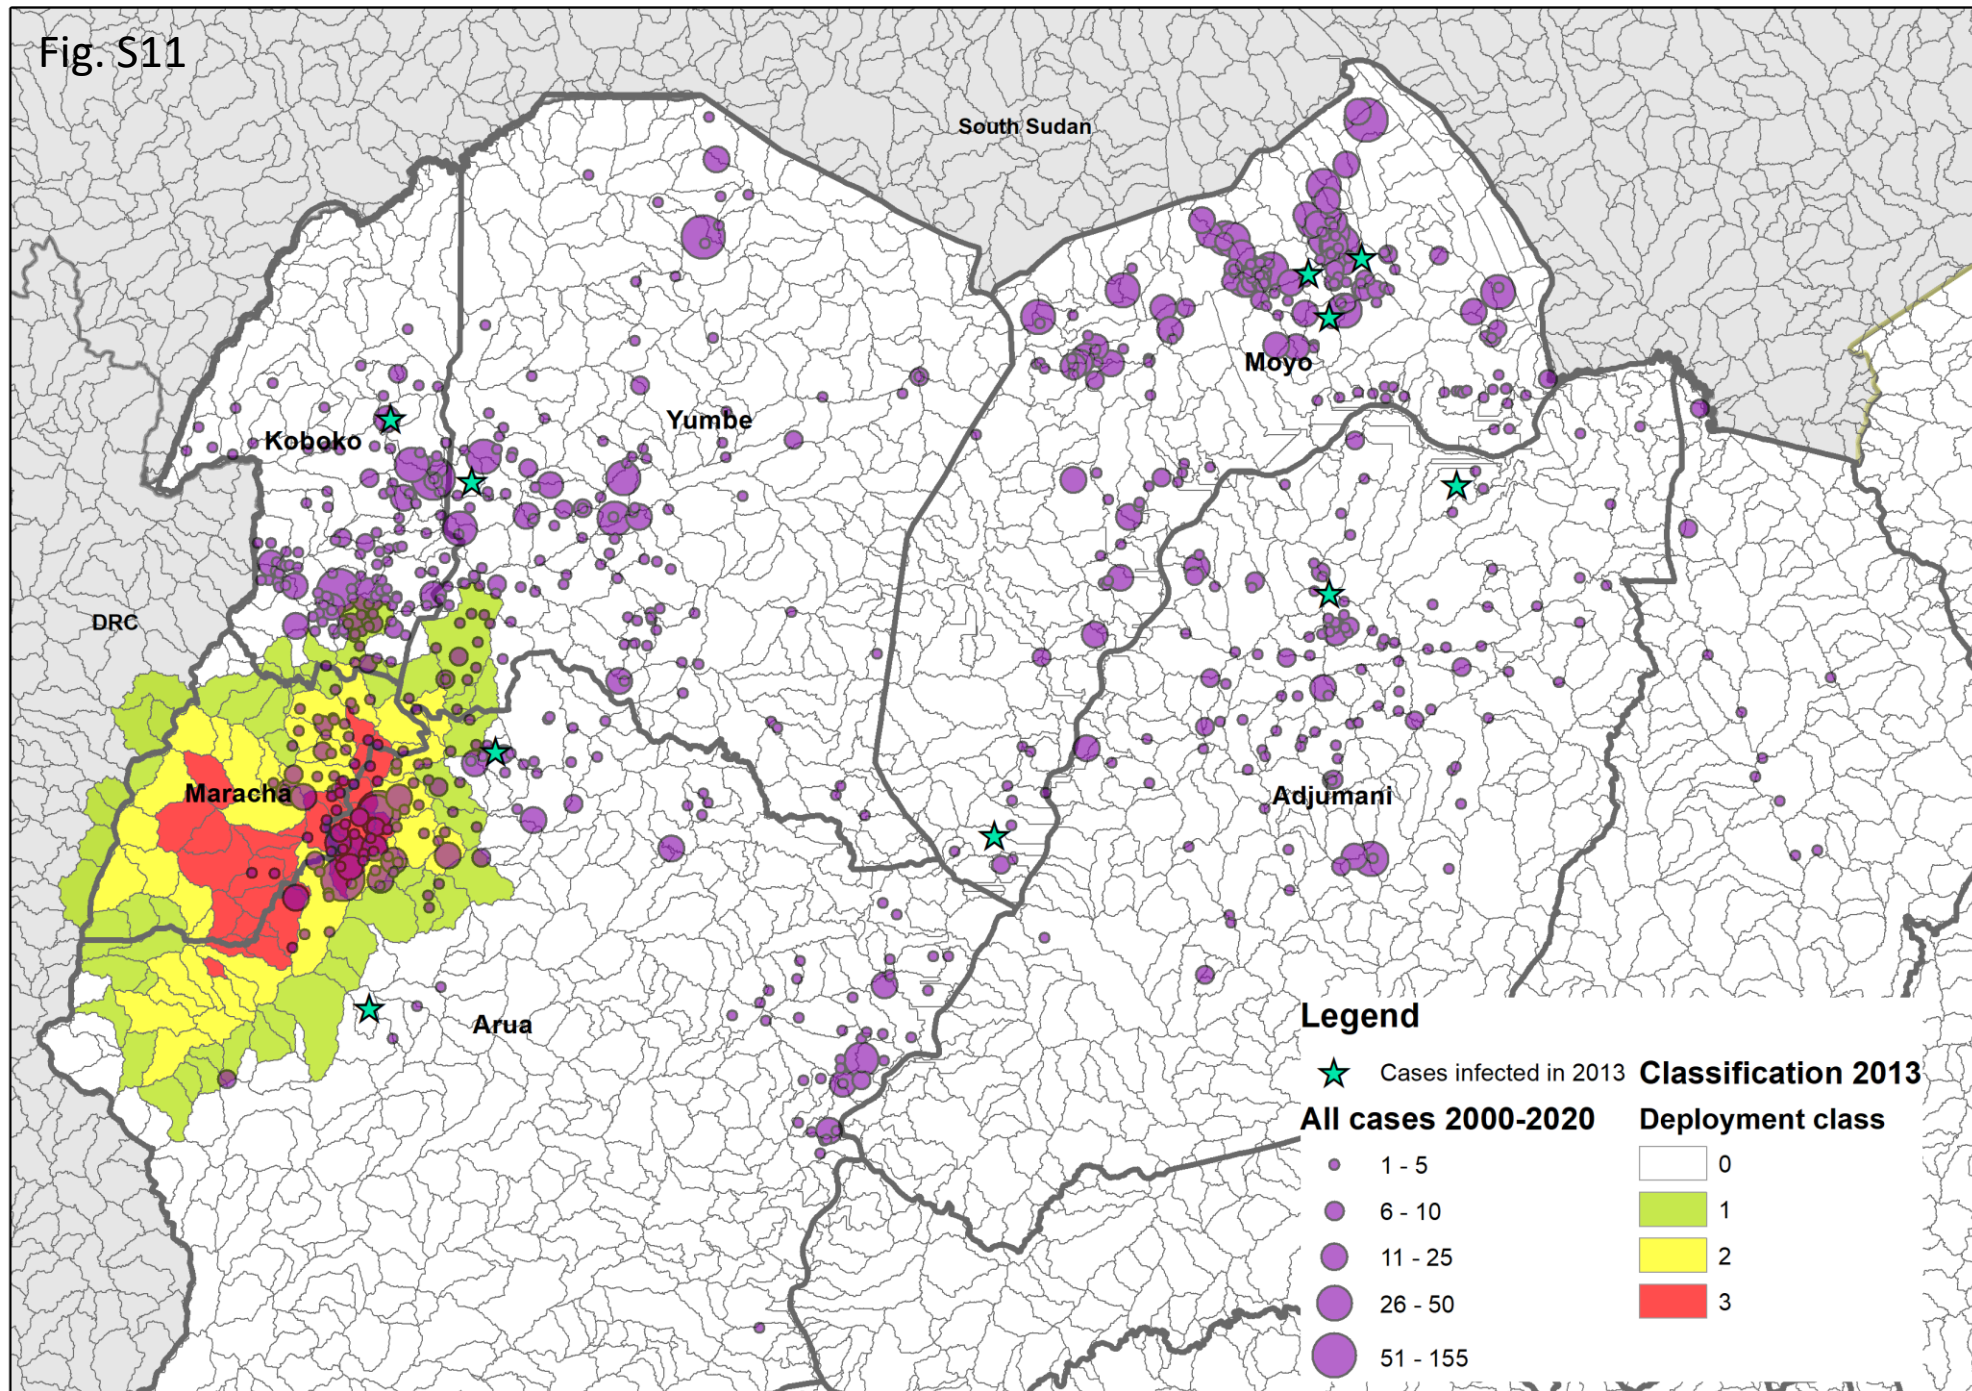 Fig. S11
South Sudan
Moyo
Yumbe
Koboko
DRC
Maracha
Adjumani
Arua
Legend
Cases infected in 2013
All cases 2000-2020
1 - 5
6 - 10
11 - 25
26 - 50
51 - 155
Classification 2013
Deployment class
0
1
2
3